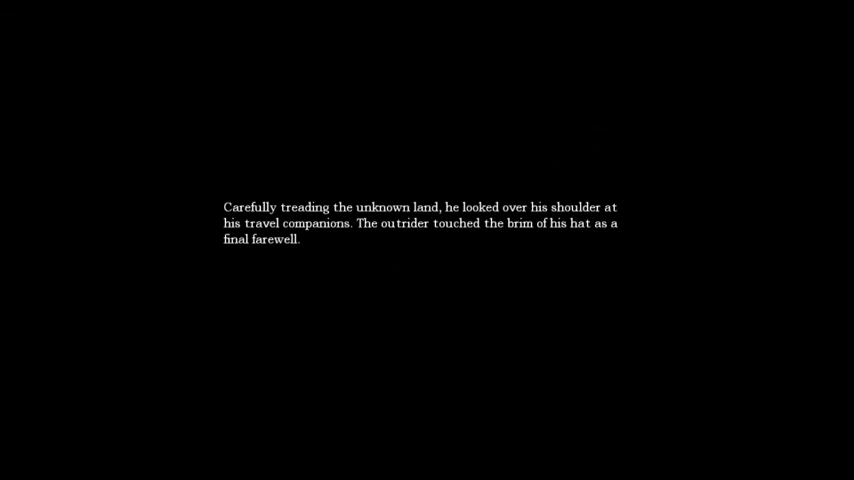 Carefully treading the unknown land, he looked over his shoulder at
his travel companions. The outrider touched the brim of his hat as a
final farewell.